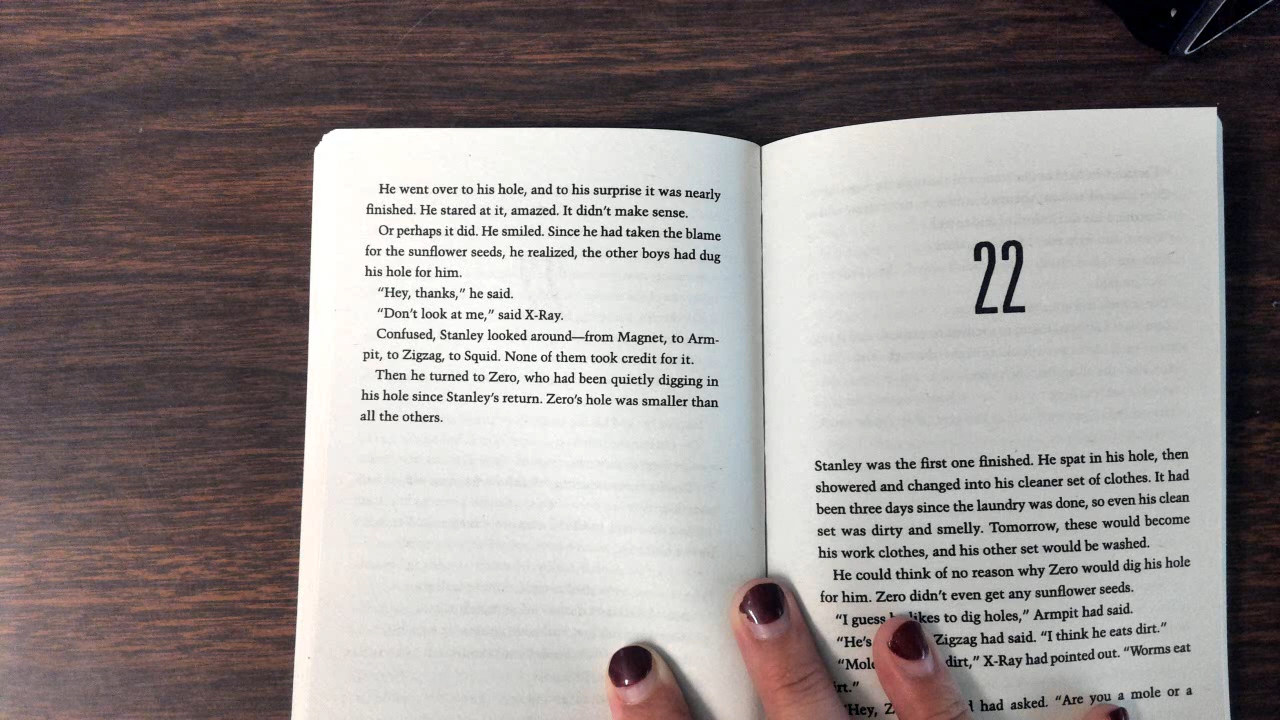 He went over to his hole, and to his surprise it was nearly
finished. He stared at it, amazed. It didn't make sense.
Or perhaps it did. He smiled. Since he had taken the blame
for the sunflower seeds, he realized, the other boys had dug
his hole for him.
"Hey, thanks," he said.
"Don't look at me," said X-Ray.
Confused, Stanley looked around—from Magnet, to Arm-
pit, to Zigzag, to Squid. None of them took credit for it.
Then he turned to Zero, who had been quietly digging in
his hole since Stanley's return. Zero's hole was smaller than
all the others.
22
Stanley was the first one finished. He spat in his hole, then
showered and changed into his cleaner set of clothes. It had
been three days since the laundry was done, so even his clean
set was dirty and smelly. Tomorrow, these would become
his work clothes, and his other set would be washed.
He could think of no reason why Zero would dig his hole
for him. Zero didn't even get any sunflower seeds.
"I guess likes to dig holes," Armpit had said.
"He's Zigzag had said. "I think he eats dirt."
dirt," X-Ray had pointed out. "Worms eat
"Hey, had asked. "Are you a mole or a